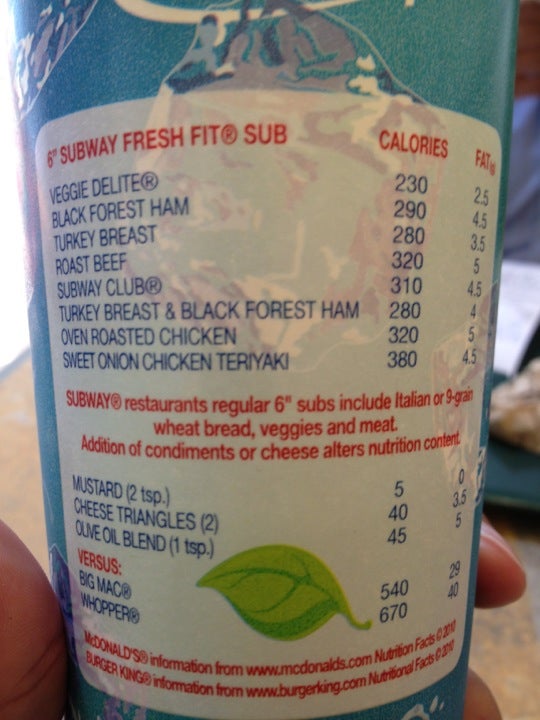 6" SUBWAY FRESH FIT® SUB CALORIES FAT(g)
VEGGIE DELITE® 230 2.5
BLACK FOREST HAM 290 4.5
TURKEY BREAST 280 3.5
ROAST BEEF 320 5
SUBWAY CLUB® 310 4.5
TURKEY BREAST & BLACK FOREST HAM 280 4
OVEN ROASTED CHICKEN 320 5
SWEET ONION CHICKEN TERIYAKI 380 4.5
SUBWAY® restaurants regular 6" subs include Italian or 9-grain
wheat bread, veggies and meat.
Addition of condiments or cheese alters nutrition content.
MUSTARD (2 tsp.) 5 0
CHEESE TRIANGLES (2) 40 3.5
OLIVE OIL BLEND (1 tsp.) 45 5
VERSUS:
BIG MAC® 540 29
WHOPPER® 670 40
McDONALD'S® information from www.mcdonalds.com Nutrition Facts © 2010
BURGER KING® information from www.burgerking.com Nutritional Facts © 2010